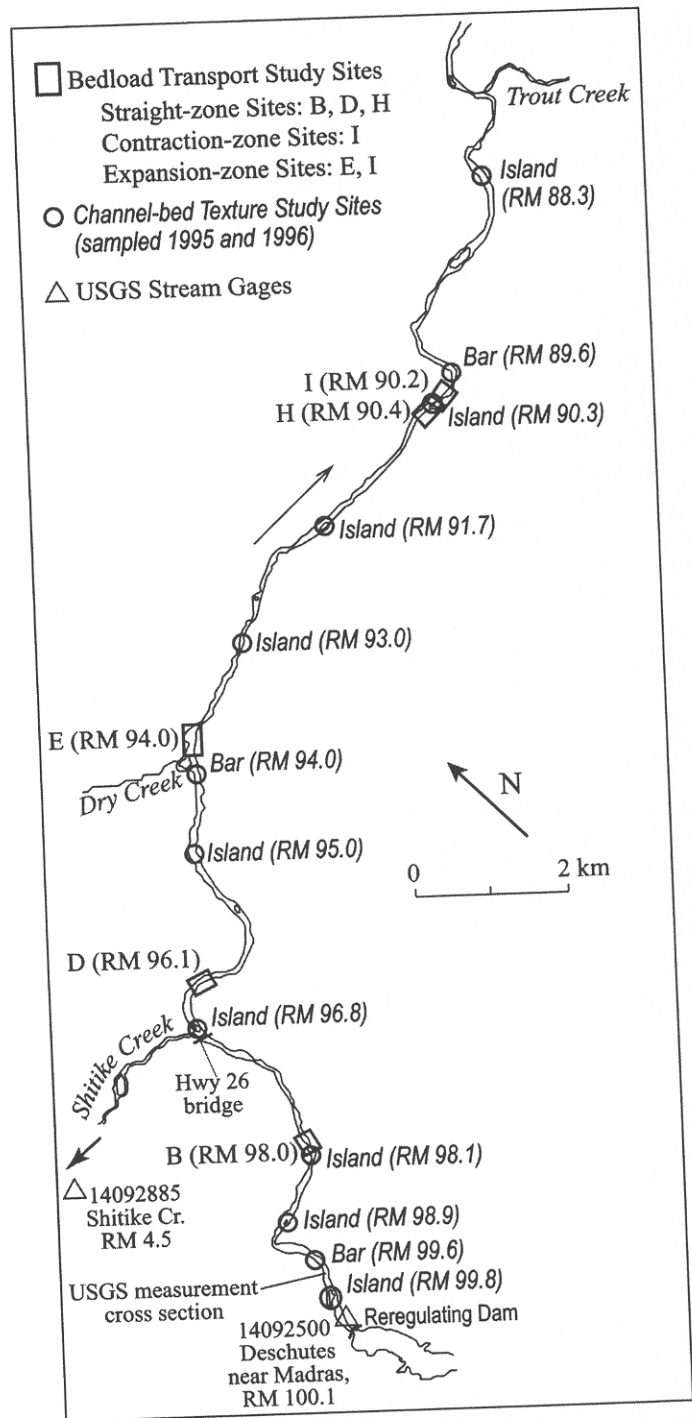 Bedload Transport Study Sites
Straight-zone Sites: B, D, H
Contraction-zone Sites: I
Expansion-zone Sites: E, I
Channel-bed Texture Study Sites
(sampled 1995 and 1996)
USGS Stream Gages
Trout Creek
Island
(RM 88.3)
Bar (RM 89.6)
I (RM 90.2)
H (RM 90.4)
Island (RM 90.3)
Island (RM 91.7)
Island (RM 93.0)
E (RM 94.0)
Bar (RM 94.0)
Dry Creek
N
Island (RM 95.0)
0 2 km
D (RM 96.1)
Island (RM 96.8)
Shitike Creek
Hwy 26
bridge
B (RM 98.0)
Island (RM 98.1)
14092885
Shitike Cr.
RM 4.5
Island (RM 98.9)
Bar (RM 99.6)
USGS measurement
cross section
Island (RM 99.8)
Reregulating Dam
14092500
Deschutes
near Madras,
RM 100.1